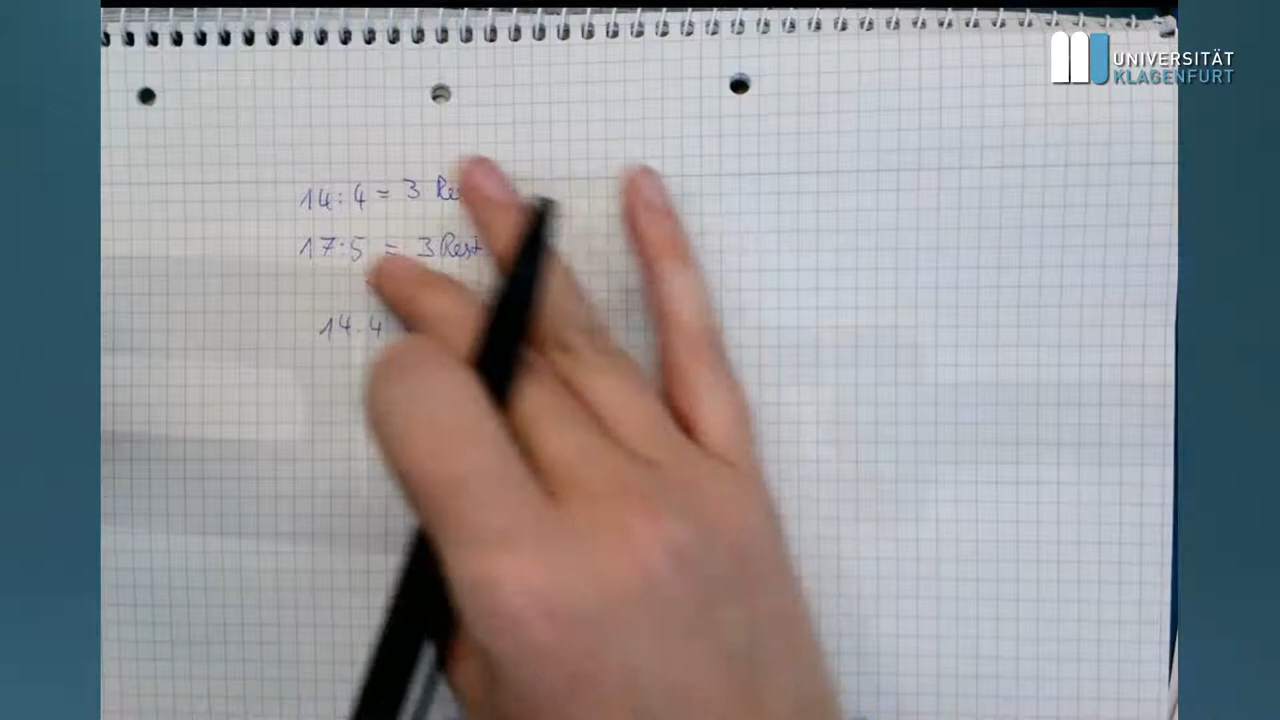 UNIVERSITÄT
KLAGENFURT
14:4 = 3
17:5 = 3 Rest
14:4